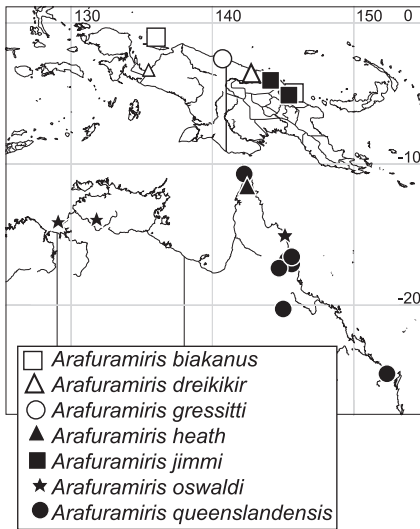 130 140 150 0
-10
-20
Arafuramiris biakanus
Arafuramiris dreikikir
Arafuramiris gressitti
Arafuramiris heath
Arafuramiris jimmi
Arafuramiris oswaldi
Arafuramiris queenslandensis